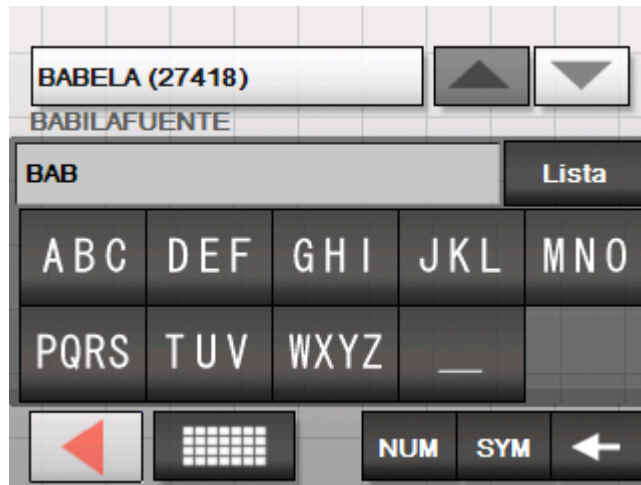 BABELA (27418)
BABILAFUENTE
BAB
Lista
ABC DEF GHI JKL MNO
PQRS TUV WXYZ _
NUM SYM